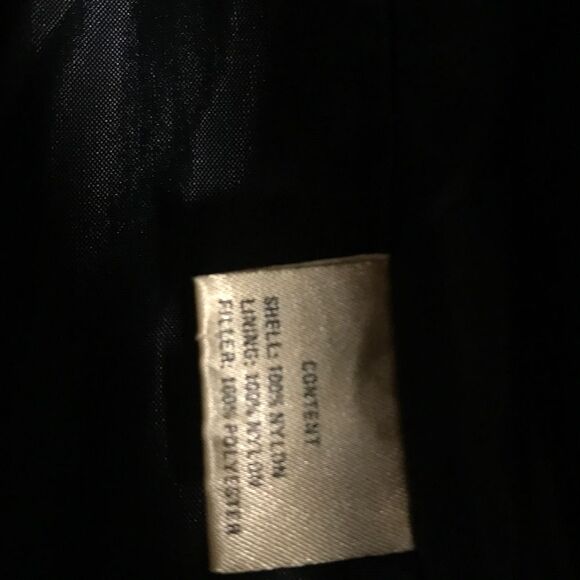 CONTENT
SHELL: 100% NYLON
LINING: 100% NYLON
FILLER: 100% POLYESTER